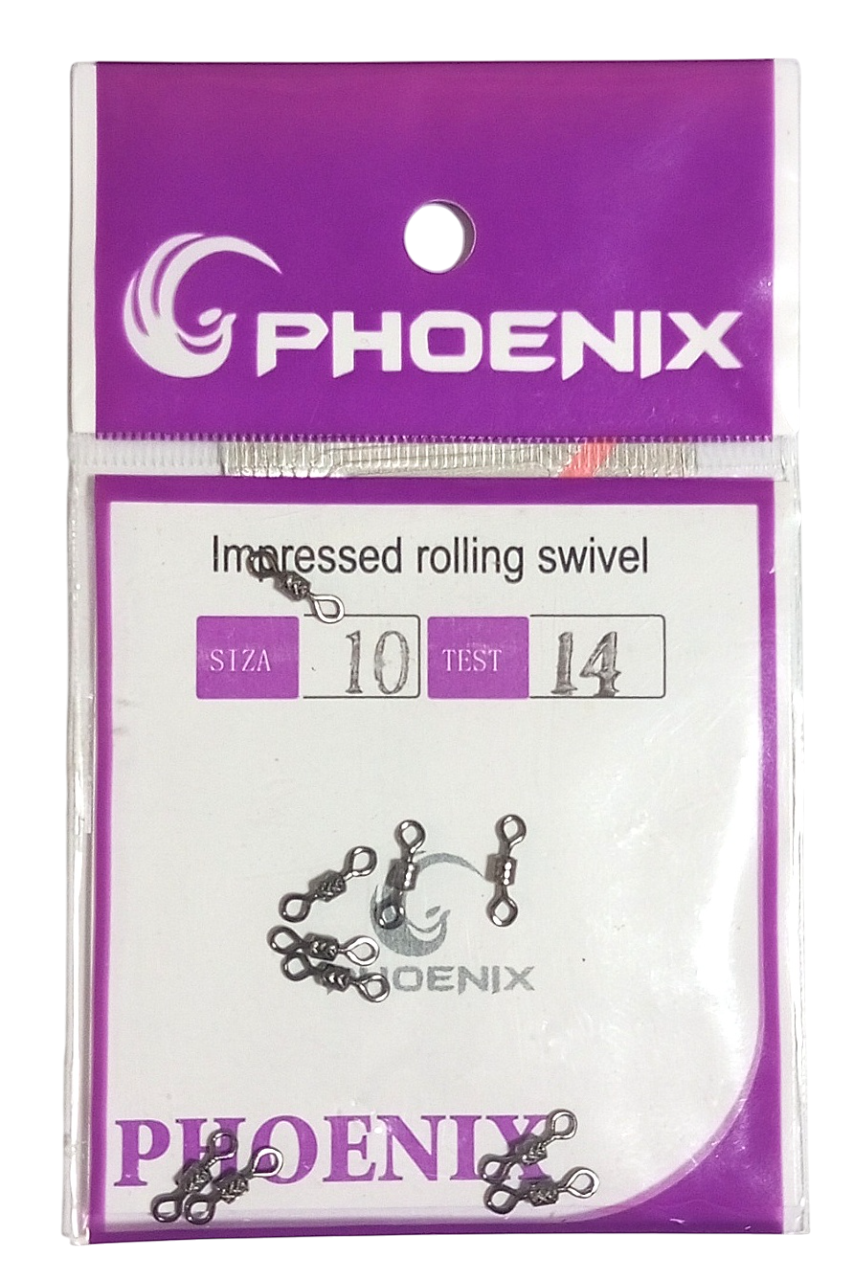 PHOENIX
Impressed rolling swivel
SIZA 10 TEST 14
PHOENIX
PHOENIX